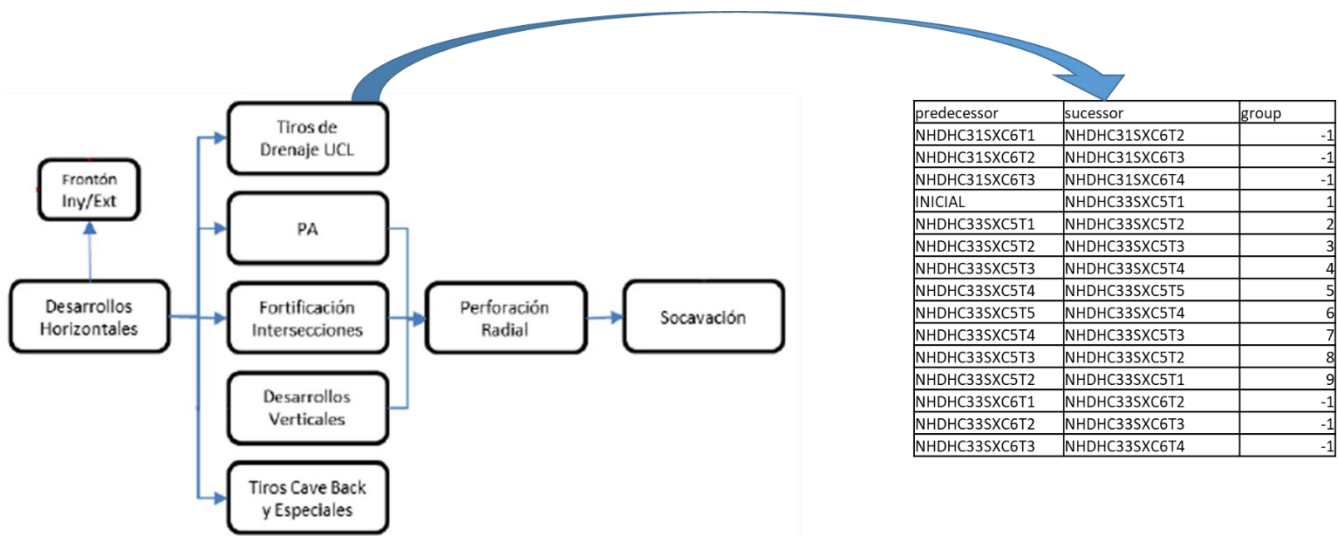 Tiros de
Drenaje UCL
Frontón
Iny/Ext
PA
Desarrollos
Horizontales
Fortificación
Intersecciones
Perforación
Radial
Socavación
Desarrollos
Verticales
Tiros Cave Back
y Especiales
predecessor sucessor group
NHDHC31SXC6T1 NHDHC31SXC6T2 -1
NHDHC31SXC6T2 NHDHC31SXC6T3 -1
NHDHC31SXC6T3 NHDHC31SXC6T4 -1
INICIAL NHDHC33SXC5T1 1
NHDHC33SXC5T1 NHDHC33SXC5T2 2
NHDHC33SXC5T2 NHDHC33SXC5T3 3
NHDHC33SXC5T3 NHDHC33SXC5T4 4
NHDHC33SXC5T4 NHDHC33SXC5T5 5
NHDHC33SXC5T5 NHDHC33SXC5T4 6
NHDHC33SXC5T4 NHDHC33SXC5T3 7
NHDHC33SXC5T3 NHDHC33SXC5T2 8
NHDHC33SXC5T2 NHDHC33SXC5T1 9
NHDHC33SXC6T1 NHDHC33SXC6T2 -1
NHDHC33SXC6T2 NHDHC33SXC6T3 -1
NHDHC33SXC6T3 NHDHC33SXC6T4 -1